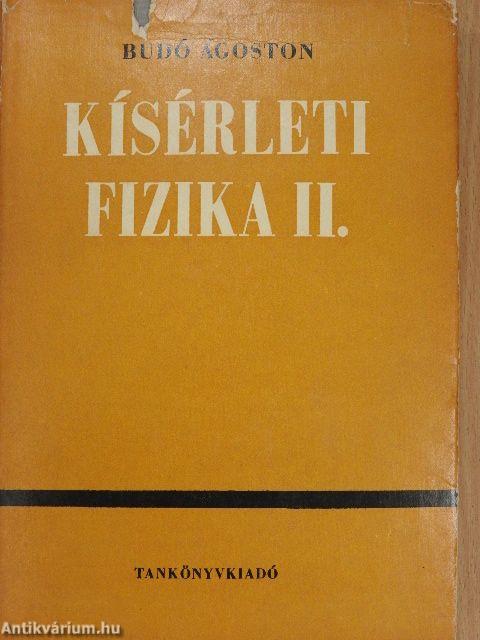 BUDÓ ÁGOSTON
KÍSÉRLETI
FIZIKA II.
TANKÖNYVKIADÓ
Antikvárium.hu